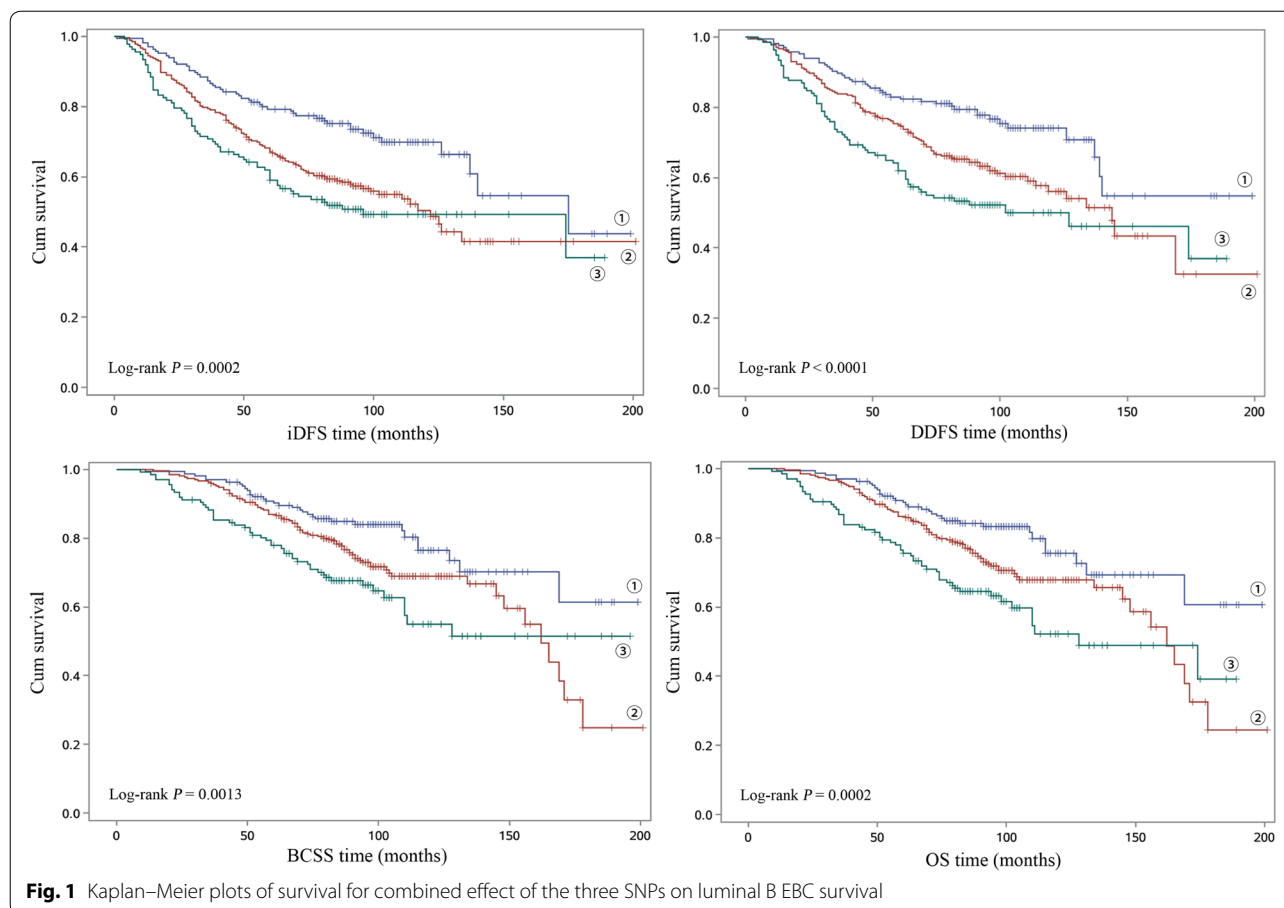 1.0
0.8
0.6
0.4
0.2
0.0
Cum survival
①
②
③
Log-rank P = 0.0002
0 50 100 150 200
iDFS time (months)
1.0
0.8
0.6
0.4
0.2
0.0
Cum survival
①
③
②
Log-rank P < 0.0001
0 50 100 150 200
DDFS time (months)
1.0
0.8
0.6
0.4
0.2
0.0
Cum survival
①
③
②
Log-rank P = 0.0013
0 50 100 150 200
BCSS time (months)
1.0
0.8
0.6
0.4
0.2
0.0
Cum survival
①
③
②
Log-rank P = 0.0002
0 50 100 150 200
OS time (months)
Fig. 1 Kaplan–Meier plots of survival for combined effect of the three SNPs on luminal B EBC survival